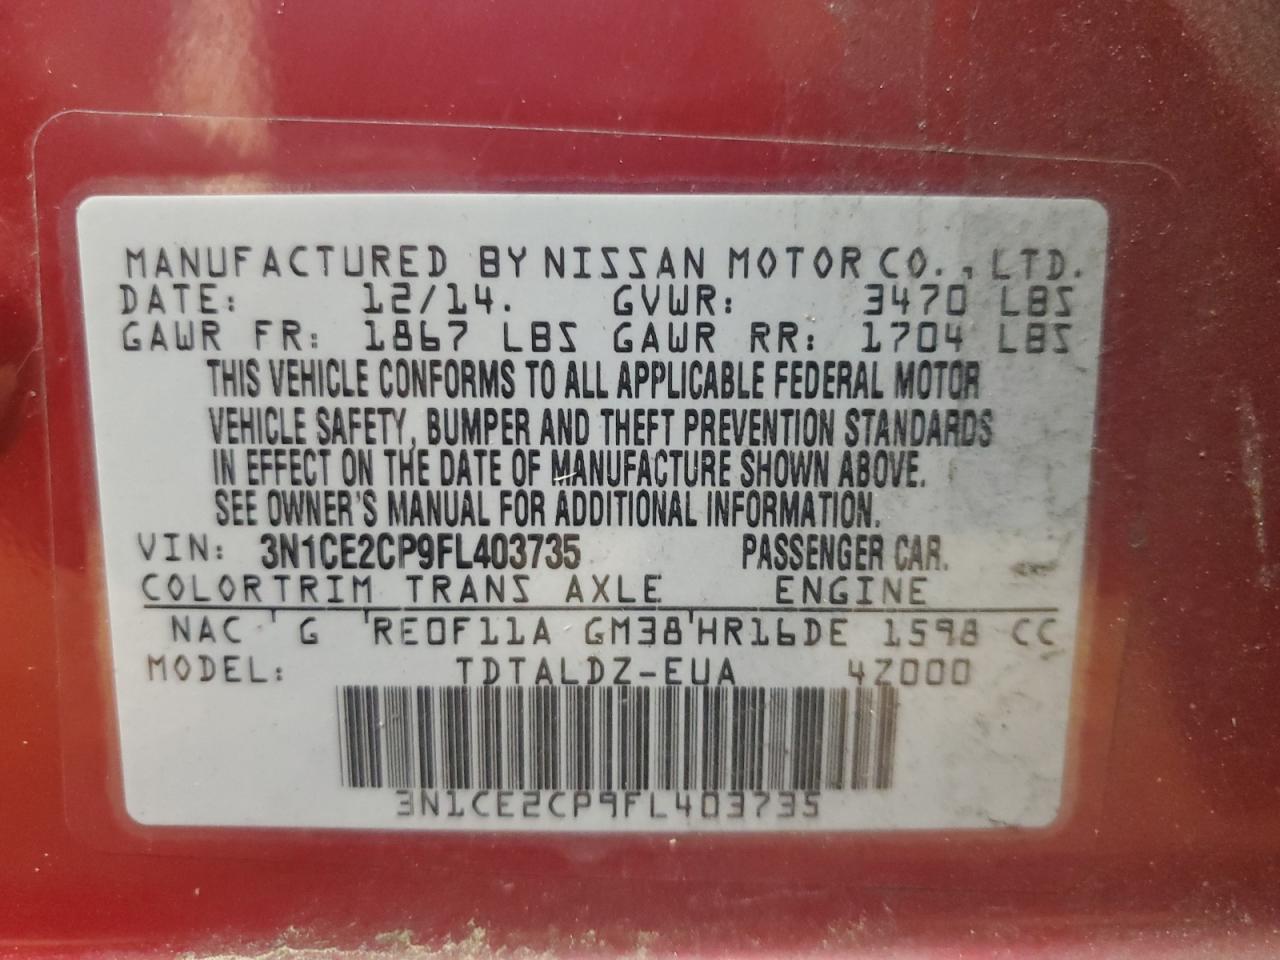 MANUFACTURED BY NISSAN MOTOR CO., LTD.
DATE: 12/14. GVWR: 3470 LBS
GAWR FR: 1867 LBS GAWR RR: 1704 LBS
THIS VEHICLE CONFORMS TO ALL APPLICABLE FEDERAL MOTOR
VEHICLE SAFETY, BUMPER AND THEFT PREVENTION STANDARDS
IN EFFECT ON THE DATE OF MANUFACTURE SHOWN ABOVE.
SEE OWNER'S MANUAL FOR ADDITIONAL INFORMATION.
VIN: 3N1CE2CP9FL403735 PASSENGER CAR.
COLORTRIM TRANS AXLE ENGINE
NAC ' G 'RE0F11A GM38'HR16DE 1598 CC
MODEL: TDTALDZ-EUA 4Z000
3N1CE2CP9FL403735